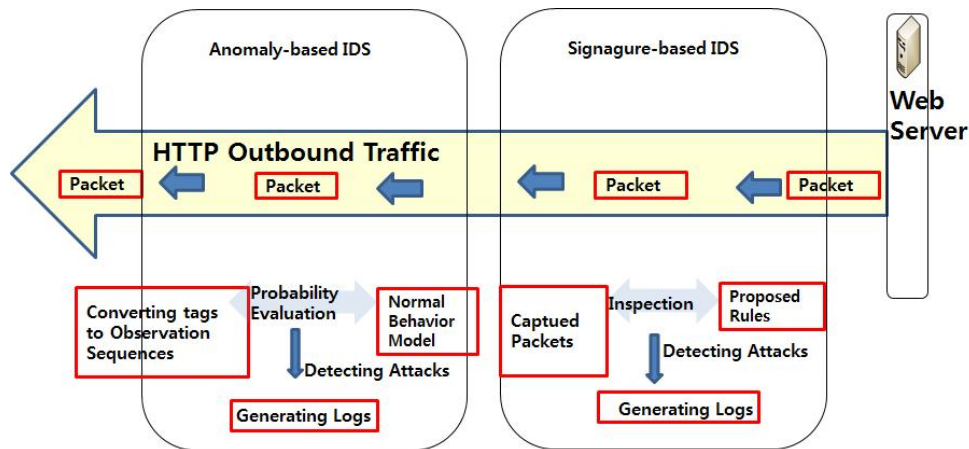 Anomaly-based IDS
Signagure-based IDS
Web
Server
HTTP Outbound Traffic
Packet
Packet
Packet
Packet
Converting tags
to Observation
Sequences
Probability
Evaluation
Normal
Behavior
Model
Detecting Attacks
Generating Logs
Captued
Packets
Inspection
Proposed
Rules
Detecting Attacks
Generating Logs